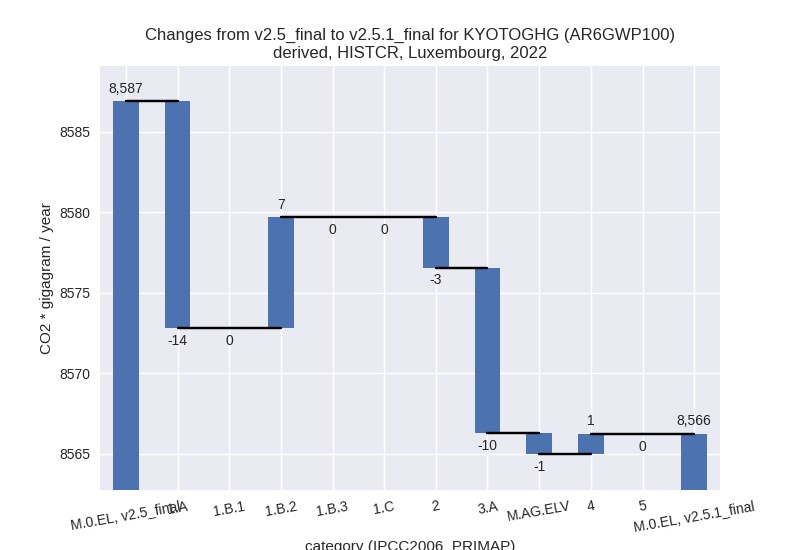 Changes from v2.5_final to v2.5.1_final for KYOTOGHG (AR6GWP100)
derived, HISTCR, Luxembourg, 2022
8,587
8585
8580
8575
8570
8565
CO2 * gigagram / year
-14
0
7
0
0
-3
-10
-1
1
0
8,566
M.0.EL, v2.5_final
1.A
1.B.1
1.B.2
1.B.3
1.C
2
3.A
M.AG.ELV
4
5
M.0.EL, v2.5.1_final
category (IPCC2006_PRIMAP)